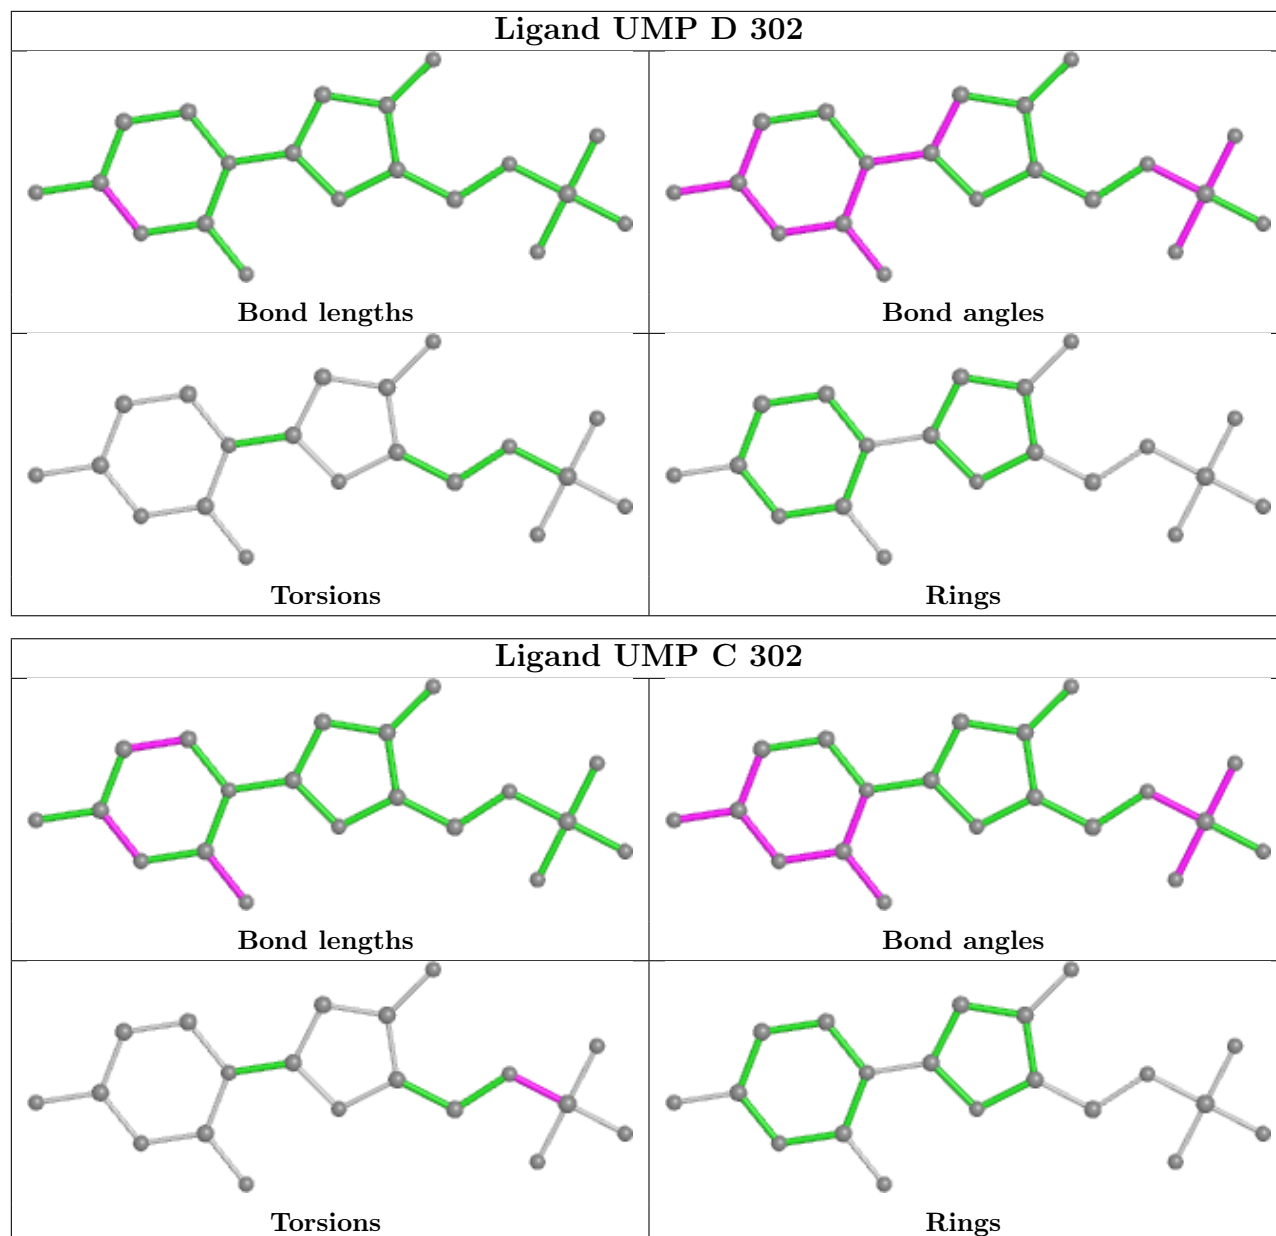 Ligand UMP D 302
Bond lengths
Bond angles
Torsions
Rings
Ligand UMP C 302
Bond lengths
Bond angles
Torsions
Rings